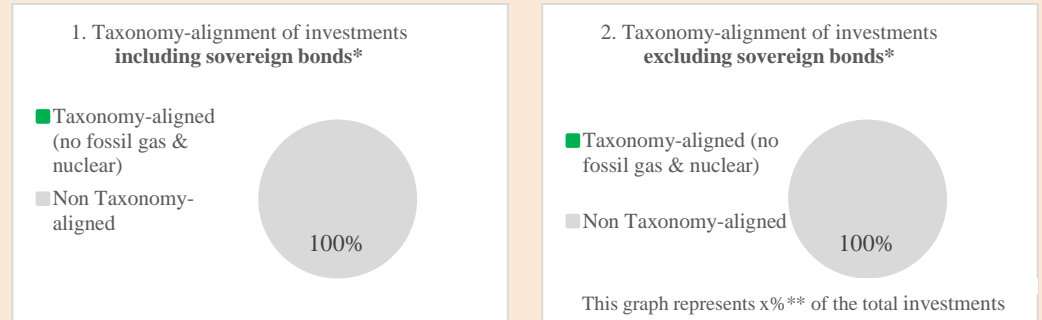 1. Taxonomy-alignment of investments
including sovereign bonds*
Taxonomy-aligned
(no fossil gas &
nuclear)
Non Taxonomy-
aligned
100%
2. Taxonomy-alignment of investments
excluding sovereign bonds*
Taxonomy-aligned (no
fossil gas & nuclear)
Non Taxonomy-aligned
100%
This graph represents x%** of the total investments